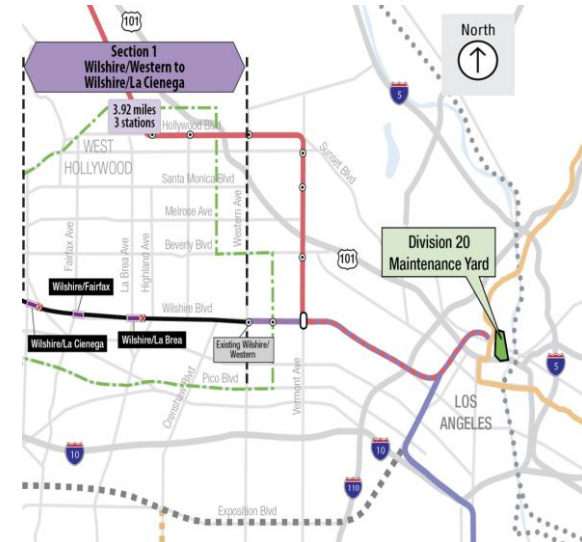 101
Section 1
Wilshire/Western to
Wilshire/La Cienega
3.92 miles
3 stations
North
5
Hollywood Blvd
WEST
HOLLYWOOD
Sunset Blvd
Santa Monica Blvd
Melrose Ave
Western Ave
Fairfax Ave
La Brea Ave
Highland Ave
Beverly Blvd
101
Division 20
Maintenance Yard
Wilshire/Fairfax
Wilshire Blvd
Wilshire/La Cienega
Wilshire/La Brea
Existing Wilshire/
Western
Pico Blvd
Crenshaw Blvd
Vermont Ave
5
LOS
ANGELES
10
10
110
Exposition Blvd